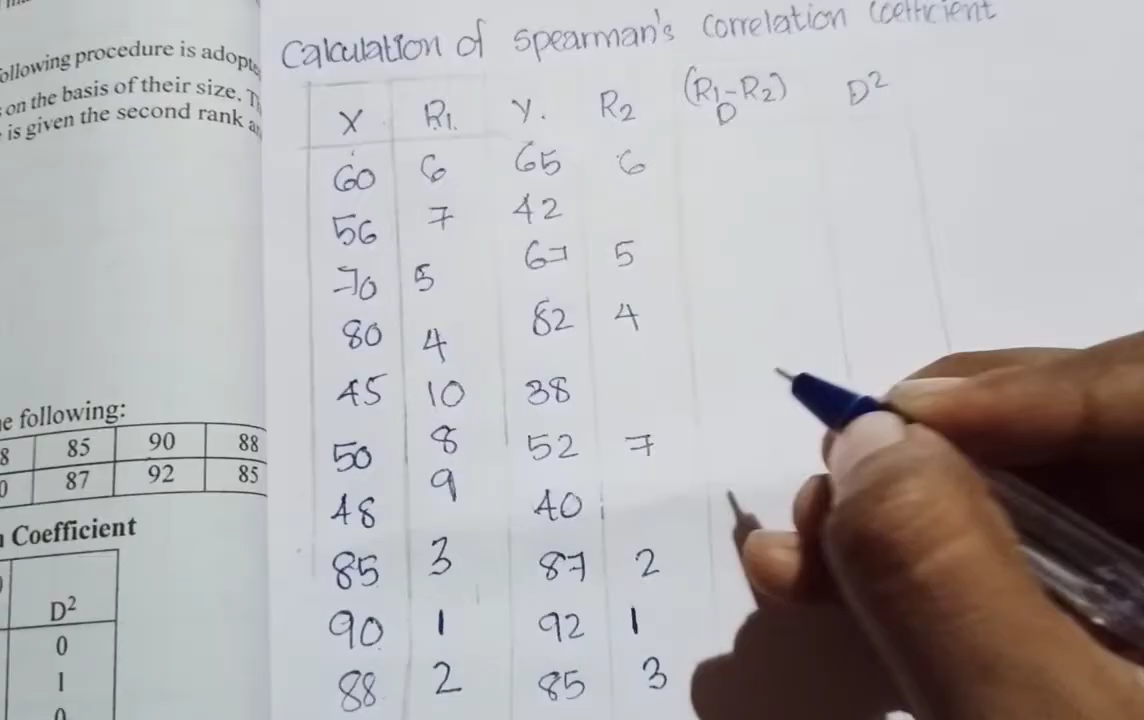 following procedure is adopte
on the basis of their size. T
is given the second rank a
e following:
8 85 90 88
0 87 92 85
Coefficient
D²
0
1
0
Calculation of spearman's correlation coefficient
X R1. Y. R2 (R1-R2) D D²
60 6 65 6
56 7 42
70 5 67 5
80 4 82 4
45 10 38
50 8 52 7
48 9 40
85 3 87 2
90 1 92 1
88 2 85 3